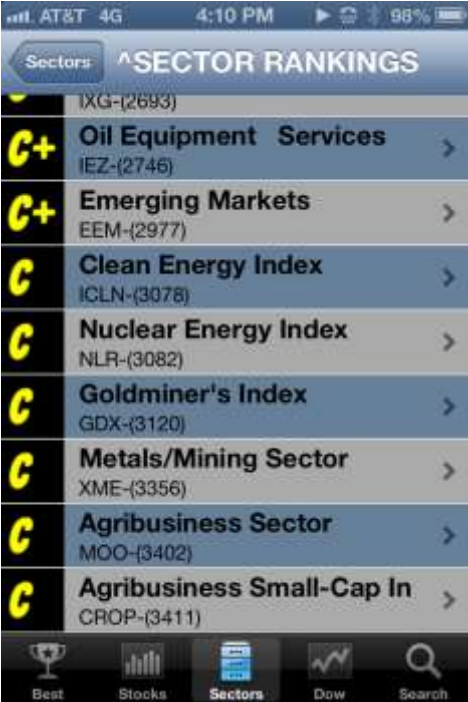 AT&T 4G 4:10 PM 98%
Sectors ^SECTOR RANKINGS
IXG-(2693)
C+ Oil Equipment Services
IEZ-(2746)
C+ Emerging Markets
EEM-(2977)
C Clean Energy Index
ICLN-(3078)
C Nuclear Energy Index
NLR-(3082)
C Goldminer's Index
GDX-(3120)
C Metals/Mining Sector
XME-(3356)
C Agribusiness Sector
MOO-(3402)
C Agribusiness Small-Cap In
CROP-(3411)
Best Stocks Sectors Dow Search